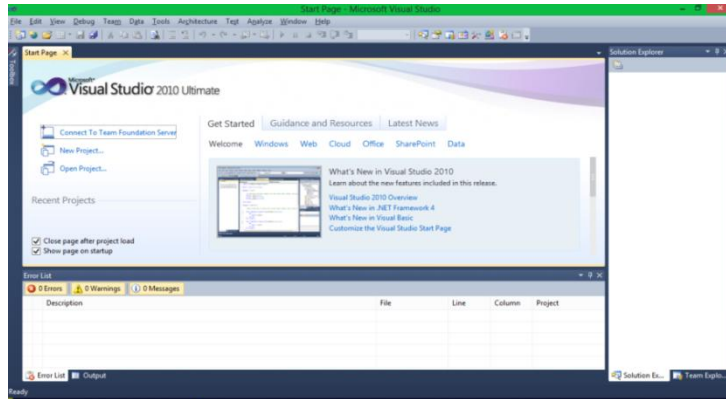 Start Page - Microsoft Visual Studio
File Edit View Debug Team Data Tools Architecture Test Analyze Window Help
Toolbox
Start Page
Solution Explorer
Microsoft
Visual Studio 2010 Ultimate
Connect To Team Foundation Server
New Project...
Open Project...
Recent Projects
Close page after project load
Show page on startup
Get Started Guidance and Resources Latest News
Welcome Windows Web Cloud Office SharePoint Data
What's New in Visual Studio 2010
Learn about the new features included in this release.
Visual Studio 2010 Overview
What's New in .NET Framework 4
What's New in Visual Basic
Customize the Visual Studio Start Page
Error List
0 Errors 0 Warnings 0 Messages
Description File Line Column Project
Error List Output
Solution Ex... Team Explo...
Ready